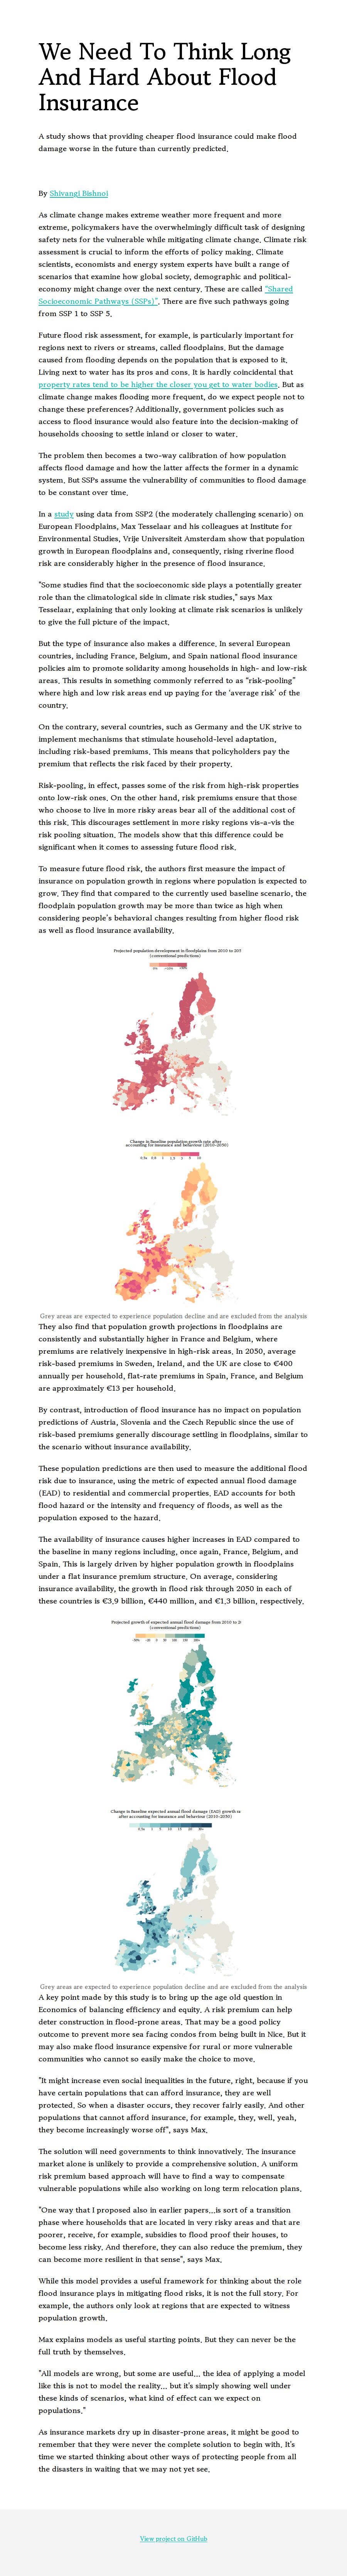 We Need To Think Long
And Hard About Flood
Insurance
A study shows that providing cheaper flood insurance could make flood
damage worse in the future than currently predicted.
By Shivangi Bishnoi
As climate change makes extreme weather more frequent and more
extreme, policymakers have the overwhelmingly difficult task of designing
safety nets for the vulnerable while mitigating climate change. Climate risk
assessment is crucial to inform the efforts of policy making. Climate
scientists, economists and energy system experts have built a range of
scenarios that examine how global society, demographic and political-
economy might change over the next century. These are called "Shared
Socioeconomic Pathways (SSPs)". There are five such pathways going
from SSP 1 to SSP 5.
Future flood risk assessment, for example, is particularly important for
regions next to rivers or streams, called floodplains. But the damage
caused from flooding depends on the population that is exposed to it.
Living next to water has its pros and cons. It is hardly coincidental that
property rates tend to be higher the closer you get to water bodies. But as
climate change makes flooding more frequent, do we expect people not to
change these preferences? Additionally, government policies such as
access to flood insurance would also feature into the decision-making of
households choosing to settle inland or closer to water.
The problem then becomes a two-way calibration of how population
affects flood damage and how the latter affects the former in a dynamic
system. But SSPs assume the vulnerability of communities to flood damage
to be constant over time.
In a study using data from SSP2 (the moderately challenging scenario) on
European Floodplains, Max Tesselaar and his colleagues at Institute for
Environmental Studies, Vrije Universiteit Amsterdam show that population
growth in European floodplains and, consequently, rising riverine flood
risk are considerably higher in the presence of flood insurance.
"Some studies find that the socioeconomic side plays a potentially greater
role than the climatological side in climate risk studies," says Max
Tesselaar, explaining that only looking at climate risk scenarios is unlikely
to give the full picture of the impact.
But the type of insurance also makes a difference. In several European
countries, including France, Belgium, and Spain national flood insurance
policies aim to promote solidarity among households in high- and low-risk
areas. This results in something commonly referred to as "risk-pooling"
where high and low risk areas end up paying for the 'average risk' of the
country.
On the contrary, several countries, such as Germany and the UK strive to
implement mechanisms that stimulate household-level adaptation,
including risk-based premiums. This means that policyholders pay the
premium that reflects the risk faced by their property.
Risk-pooling, in effect, passes some of the risk from high-risk properties
onto low-risk ones. On the other hand, risk premiums ensure that those
who choose to live in more risky areas bear all of the additional cost of
this risk. This discourages settlement in more risky regions vis-a-vis the
risk pooling situation. The models show that this difference could be
significant when it comes to assessing future flood risk.
To measure future flood risk, the authors first measure the impact of
insurance on population growth in regions where population is expected to
grow. They find that compared to the currently used baseline scenario, the
floodplain population growth may be more than twice as high when
considering people's behavioral changes resulting from higher flood risk
as well as flood insurance availability.
Projected population development in floodplains from 2010 to 205
(conventional predictions)
Change in Baseline population growth rate after
accounting for insurance and behaviour (2010-2050)
Grey areas are expected to experience population decline and are excluded from the analysis
They also find that population growth projections in floodplains are
consistently and substantially higher in France and Belgium, where
premiums are relatively inexpensive in high-risk areas. In 2050, average
risk-based premiums in Sweden, Ireland, and the UK are close to €400
annually per household, flat-rate premiums in Spain, France, and Belgium
are approximately €13 per household.
By contrast, introduction of flood insurance has no impact on population
predictions of Austria, Slovenia and the Czech Republic since the use of
risk-based premiums generally discourage settling in floodplains, similar to
the scenario without insurance availability.
These population predictions are then used to measure the additional flood
risk due to insurance, using the metric of expected annual flood damage
(EAD) to residential and commercial properties. EAD accounts for both
flood hazard or the intensity and frequency of floods, as well as the
population exposed to the hazard.
The availability of insurance causes higher increases in EAD compared to
the baseline in many regions including, once again, France, Belgium, and
Spain. This is largely driven by higher population growth in floodplains
under a flat insurance premium structure. On average, considering
insurance availability, the growth in flood risk through 2050 in each of
these countries is €3.9 billion, €440 million, and €1.3 billion, respectively.
Projected growth of expected annual flood damage from 2010 to 2(
(conventional predictions)
Change in Baseline expected annual flood damage (EAD) growth ra
after accounting for insurance and behaviour (2010-2050)
Grey areas are expected to experience population decline and are excluded from the analysis
A key point made by this study is to bring up the age old question in
Economics of balancing efficiency and equity. A risk premium can help
deter construction in flood-prone areas. That may be a good policy
outcome to prevent more sea facing condos from being built in Nice. But it
may also make flood insurance expensive for rural or more vulnerable
communities who cannot so easily make the choice to move.
"It might increase even social inequalities in the future, right, because if you
have certain populations that can afford insurance, they are well
protected. So when a disaster occurs, they recover fairly easily. And other
populations that cannot afford insurance, for example, they, well, yeah,
they become increasingly worse off", says Max.
The solution will need governments to think innovatively. The insurance
market alone is unlikely to provide a comprehensive solution. A uniform
risk premium based approach will have to find a way to compensate
vulnerable populations while also working on long term relocation plans.
"One way that I proposed also in earlier papers...is sort of a transition
phase where households that are located in very risky areas and that are
poorer, receive, for example. subsidies to flood proof their houses, to
become less risky. And therefore, they can also reduce the premium, they
can become more resilient in that sense", says Max.
While this model provides a useful framework for thinking about the role
flood insurance plays in mitigating flood risks, it is not the full story. For
example, the authors only look at regions that are expected to witness
population growth.
Max explains models as useful starting points. But they can never be the
full truth by themselves.
"All models are wrong, but some are useful... the idea of applying a model
like this is not to model the reality... but it's simply showing well under
these kinds of scenarios, what kind of effect can we expect on
populations."
As insurance markets dry up in disaster-prone areas, it might be good to
remember that they were never the complete solution to begin with. It's
time we started thinking about other ways of protecting people from all
the disasters in waiting that we may not yet see.
View project on GitHub